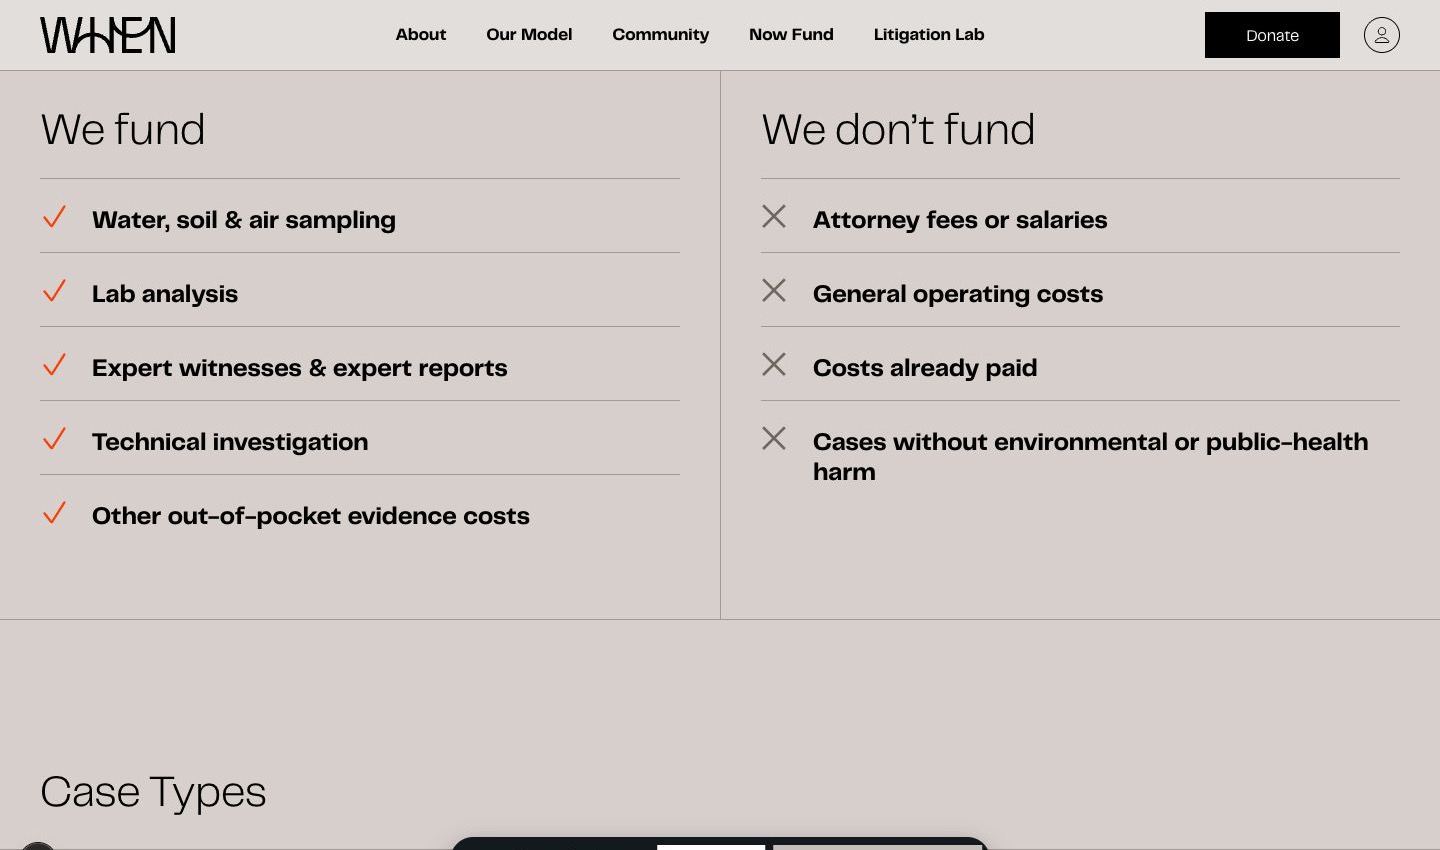 WHEN
About
Our Model
Community
Now Fund
Litigation Lab
Donate
We fund
Water, soil & air sampling
Lab analysis
Expert witnesses & expert reports
Technical investigation
Other out-of-pocket evidence costs
We don’t fund
Attorney fees or salaries
General operating costs
Costs already paid
Cases without environmental or public-health
harm
Case Types